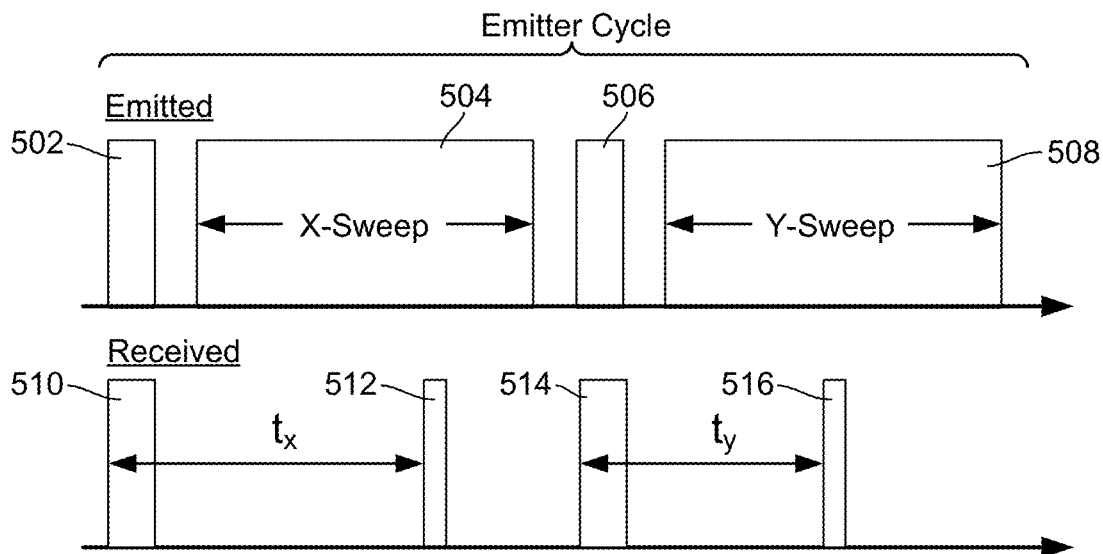 Emitter Cycle
Emitted
504
506
502
508
X-Sweep
Y-Sweep
Received
510
512
514
516
tx
ty